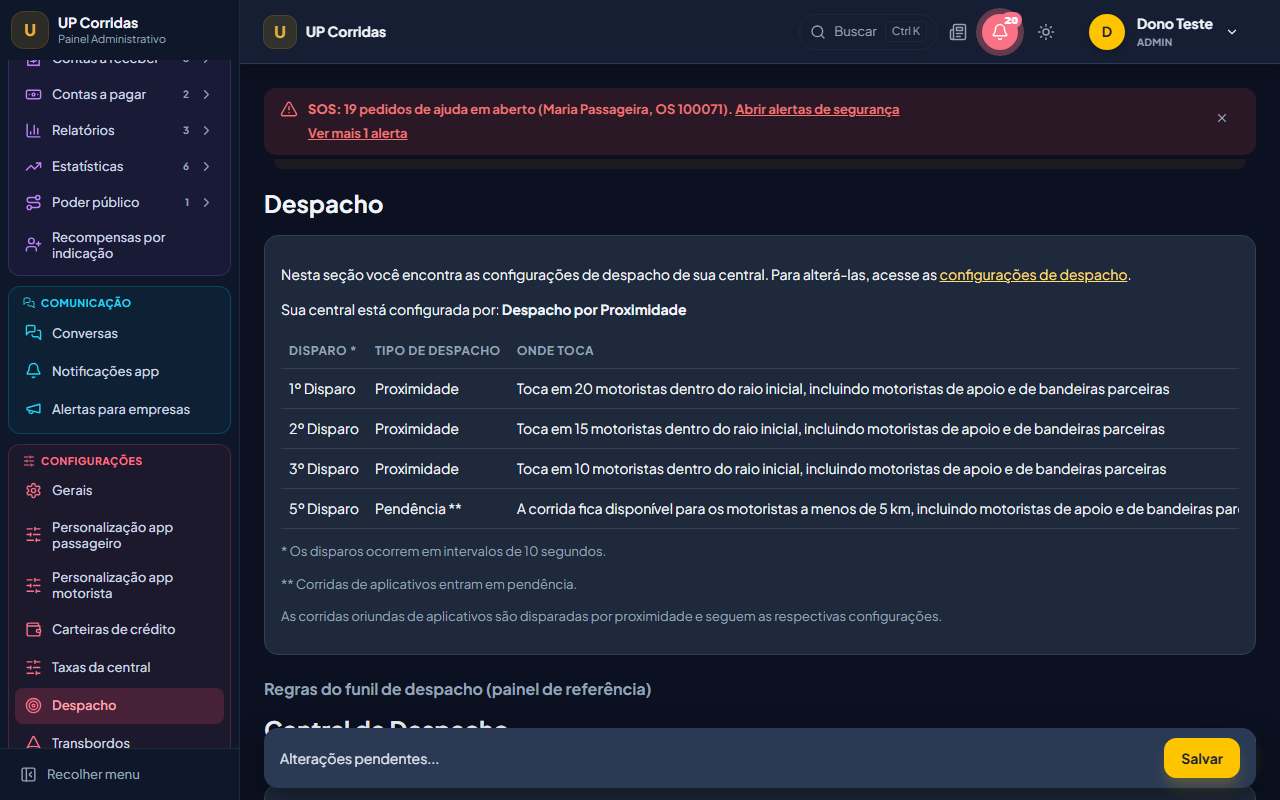 U
UP Corridas
Painel Administrativo
Contas a receber
Contas a pagar 2
Relatórios 3
Estatísticas 6
Poder público 1
Recompensas por
indicação
COMUNICAÇÃO
Conversas
Notificações app
Alertas para empresas
CONFIGURAÇÕES
Gerais
Personalização app
passageiro
Personalização app
motorista
Carteiras de crédito
Taxas da central
Despacho
Transbordos
Recolher menu
U UP Corridas
Buscar Ctrl K
20
D
Dono Teste
ADMIN
SOS: 19 pedidos de ajuda em aberto (Maria Passageira, OS 100071). Abrir alertas de segurança
Ver mais 1 alerta
Despacho
Nesta seção você encontra as configurações de despacho de sua central. Para alterá-las, acesse as configurações de despacho.
Sua central está configurada por: Despacho por Proximidade
DISPARO * TIPO DE DESPACHO ONDE TOCA
1º Disparo Proximidade Toca em 20 motoristas dentro do raio inicial, incluindo motoristas de apoio e de bandeiras parceiras
2º Disparo Proximidade Toca em 15 motoristas dentro do raio inicial, incluindo motoristas de apoio e de bandeiras parceiras
3º Disparo Proximidade Toca em 10 motoristas dentro do raio inicial, incluindo motoristas de apoio e de bandeiras parceiras
5º Disparo Pendência ** A corrida fica disponível para os motoristas a menos de 5 km, incluindo motoristas de apoio e de bandeiras parc
* Os disparos ocorrem em intervalos de 10 segundos.
** Corridas de aplicativos entram em pendência.
As corridas oriundas de aplicativos são disparadas por proximidade e seguem as respectivas configurações.
Regras do funil de despacho (painel de referência)
Central de Despacho
Alterações pendentes...
Salvar